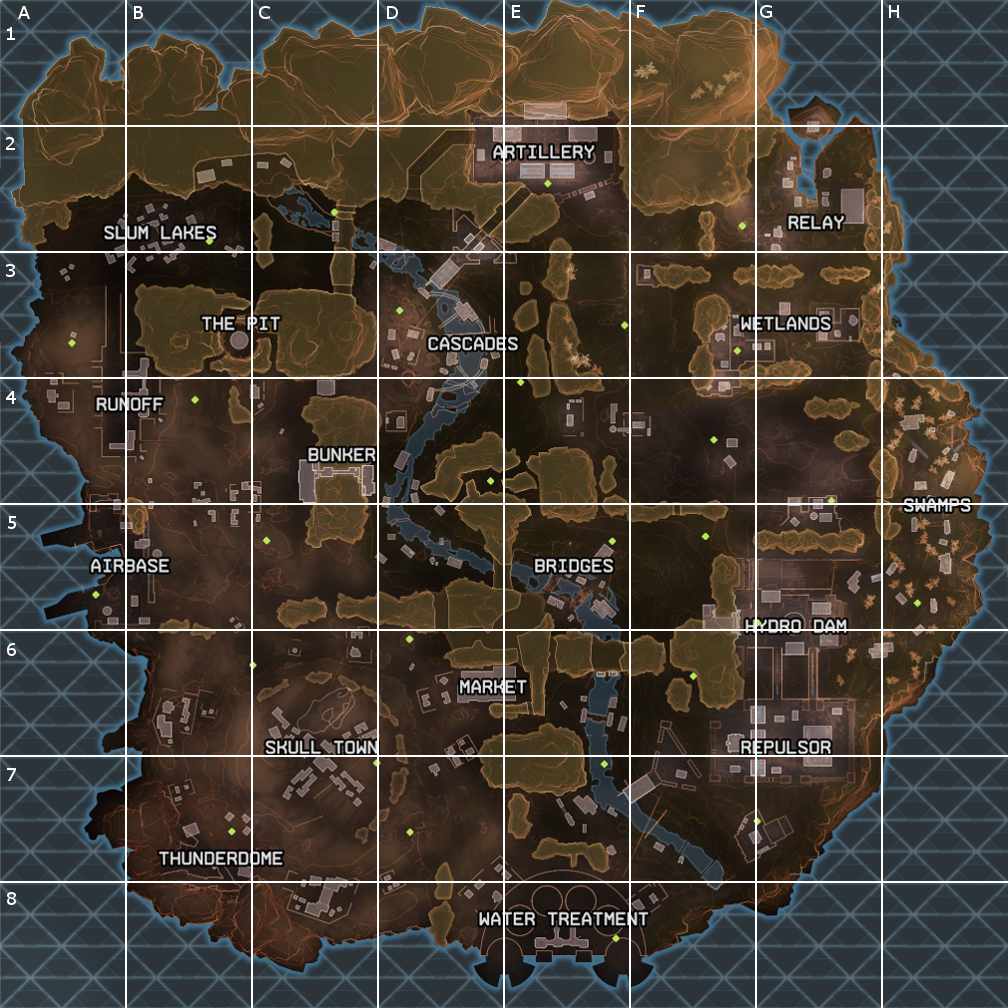 A B C D E F G H
1
2
ARTILLERY
RELAY
SLUM LAKES
3
THE PIT
WETLANDS
CASCADES
4
RUNOFF
BUNKER
SWAMPS
5
AIRBASE
BRIDGES
HYDRO DAM
6
MARKET
SKULL TOWN
REPULSOR
7
THUNDERDOME
8
WATER TREATMENT